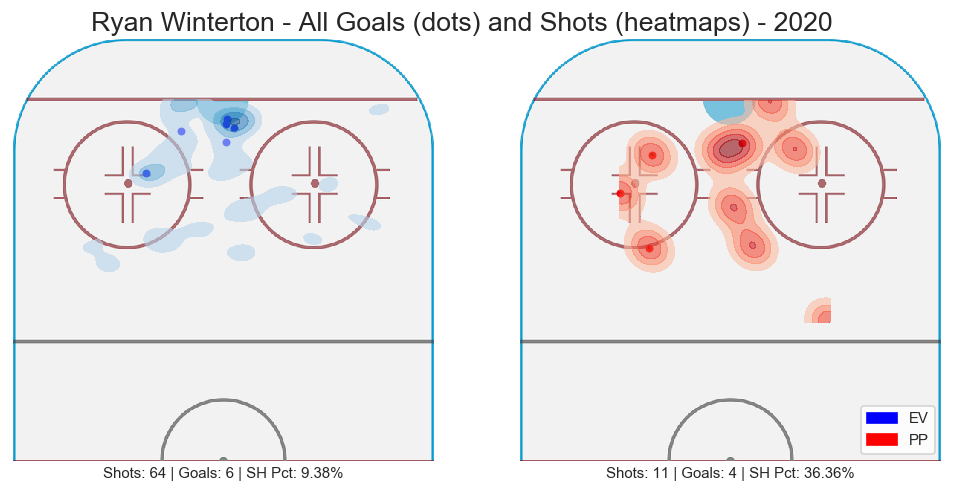 Ryan Winterton - All Goals (dots) and Shots (heatmaps) - 2020
EV
PP
Shots: 64 | Goals: 6 | SH Pct: 9.38%
Shots: 11 | Goals: 4 | SH Pct: 36.36%